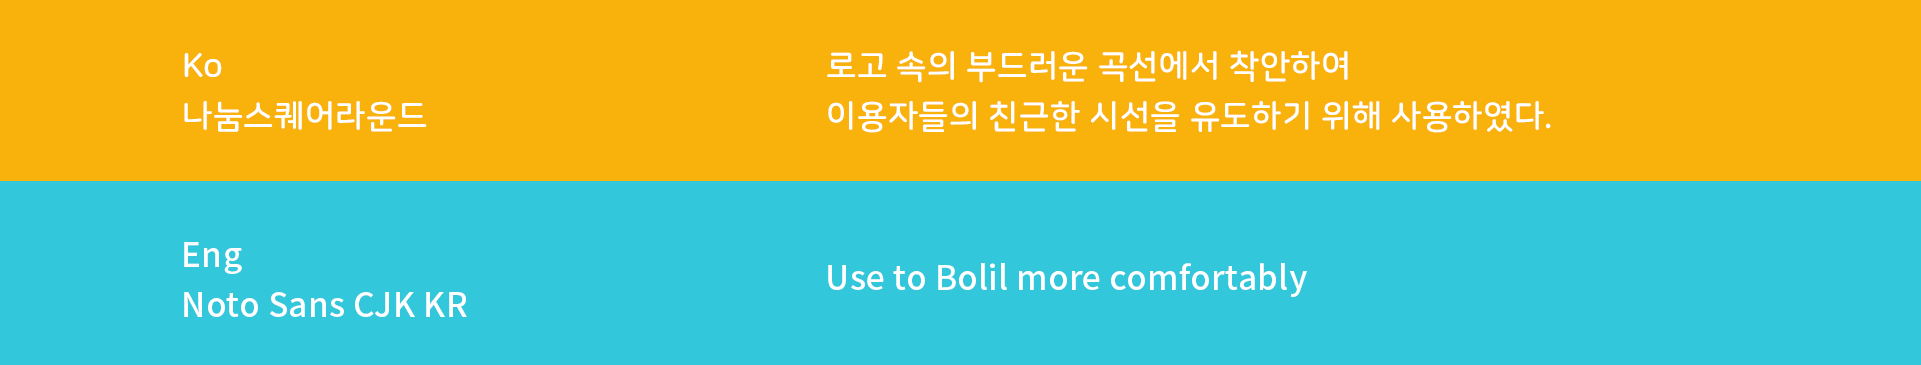 Ko
나눔스퀘어라운드
로고 속의 부드러운 곡선에서 착안하여
이용자들의 친근한 시선을 유도하기 위해 사용하였다.
Eng
Noto Sans CJK KR
Use to Bolil more comfortably